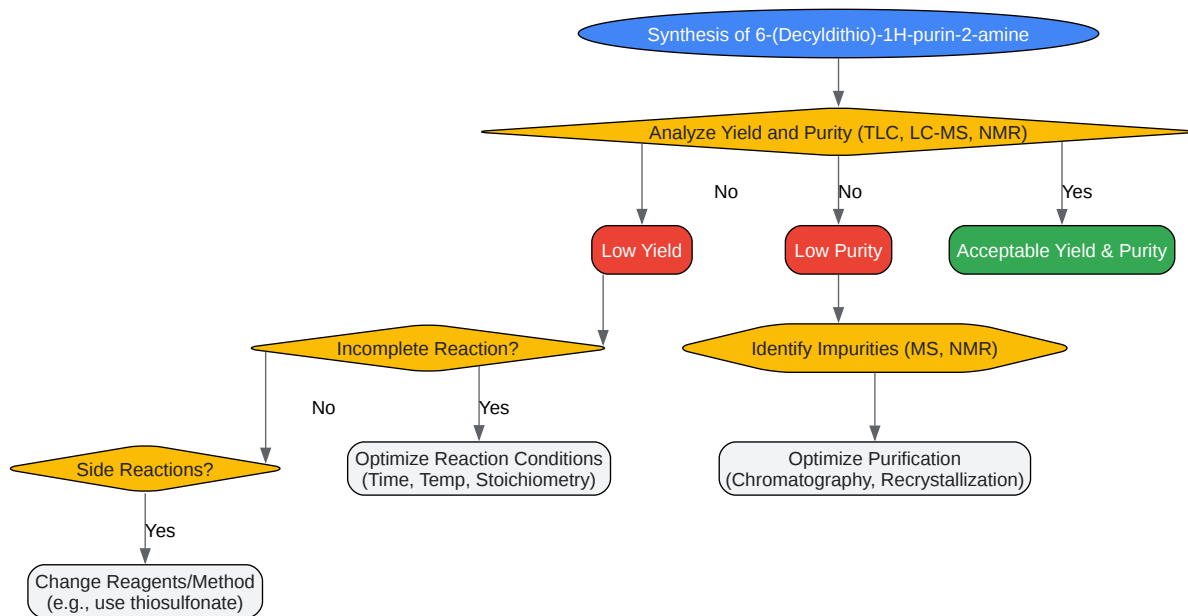 Synthesis of 6-(Decyldithio)-1H-purin-2-amine
Analyze Yield and Purity (TLC, LC-MS, NMR)
No
No
Yes
Low Yield
Low Purity
Acceptable Yield & Purity
Incomplete Reaction?
Identify Impurities (MS, NMR)
No
Yes
Side Reactions?
Optimize Reaction Conditions
(Time, Temp, Stoichiometry)
Optimize Purification
(Chromatography, Recrystallization)
Yes
Change Reagents/Method
(e.g., use thiosulfonate)